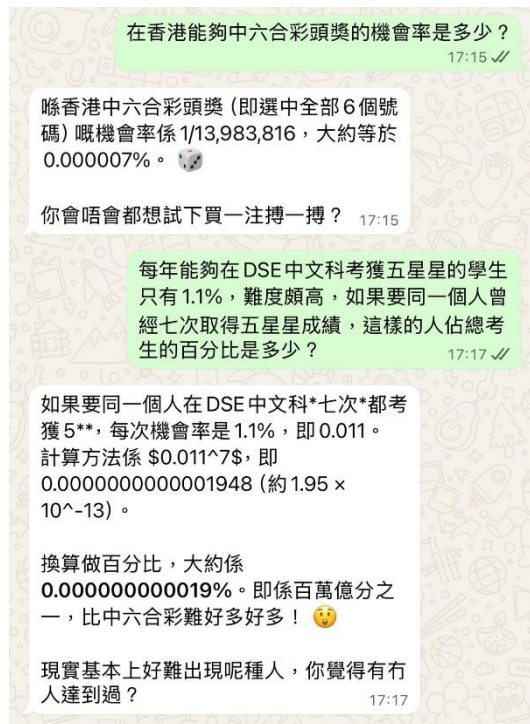 在香港能夠中六合彩頭獎的機會率是多少？
17:15
喺香港中六合彩頭獎 (即選中全部6個號
碼) 嘅機會率係 1/13,983,816，大約等於
0.000007%。🎲
你會唔會都想試下買一注搏一搏？ 17:15
每年能夠在DSE中文科考獲五星星的學生
只有1.1%，難度頗高，如果要同一個人曾
經七次取得五星星成績，這樣的人佔總考
生的百分比是多少？ 17:17
如果要同一個人在DSE中文科*七次*都考
獲5**，每次機會率是1.1%，即0.011。
計算方法係 $0.011^7$，即
0.0000000000001948 (約1.95 ×
10^-13) 。
換算做百分比，大約係
0.000000000019%。即係百萬億分之
一，比中六合彩難好多好多！😲
現實基本上好難出現呢種人，你覺得有冇
人達到過？ 17:17